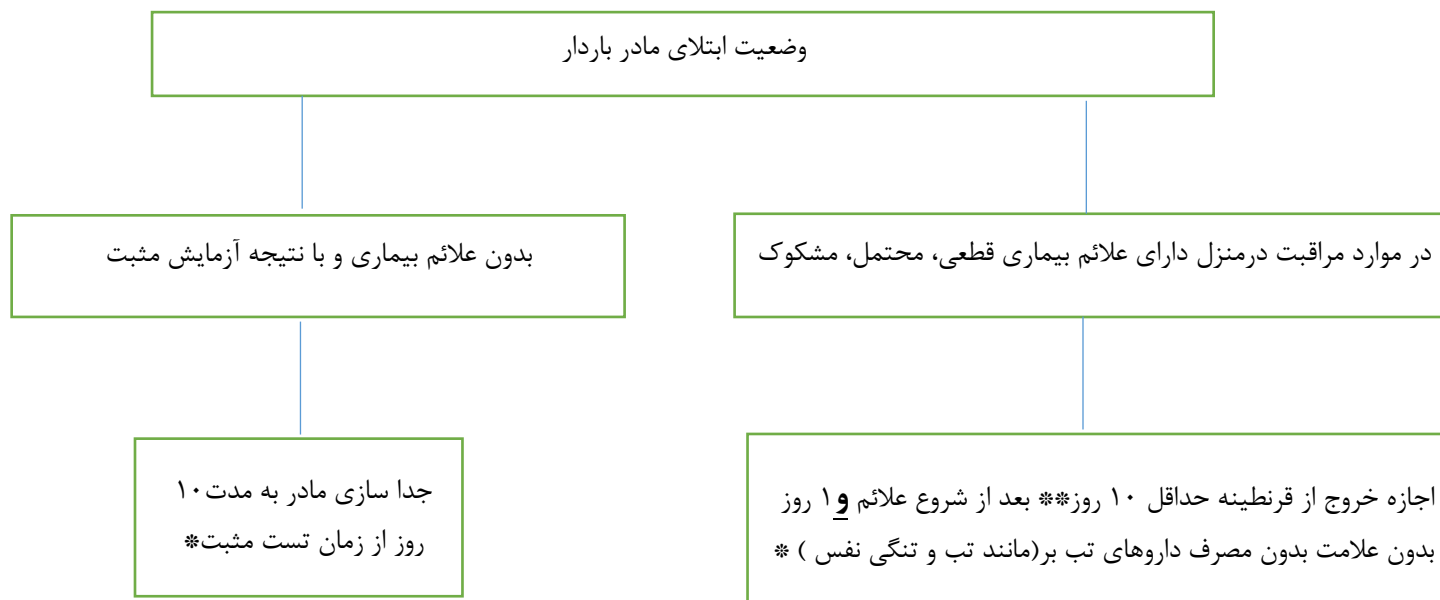 وضعیت ابتلای مادر باردار
در موارد مراقبت درمنزل دارای علائم بیماری قطعی، محتمل، مشکوک
بدون علائم بیماری و با نتیجه آزمایش مثبت
اجازه خروج از قرنطینه حداقل ۱۰ روز** بعد از شروع علائم و۱ روز
بدون علامت بدون مصرف داروهای تب بر(مانند تب و تنگی نفس ) *
جدا سازی مادر به مدت۱۰
روز از زمان تست مثبت*